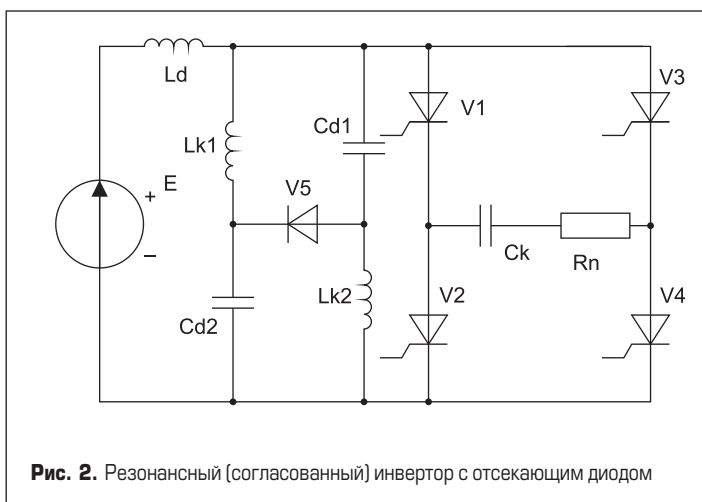 Ld
V3
Cd1
V1
Lk1
E
+
−
V5
Ck
Rn
Lk2
V2
V4
Cd2
Рис. 2. Резонансный (согласованный) инвертор с отсекающим диодом